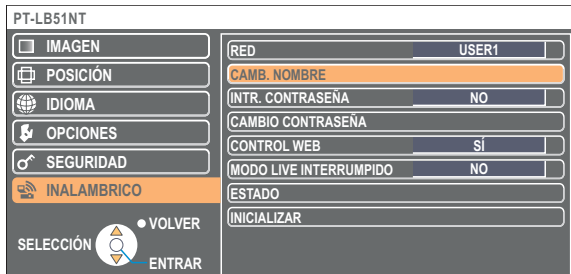 PT-LB51NT
IMAGEN
POSICIÓN
IDIOMA
OPCIONES
SEGURIDAD
INALAMBRICO
VOLVER
SELECCIÓN
ENTRAR
RED USER1
CAMB. NOMBRE
INTR. CONTRASEÑA NO
CAMBIO CONTRASEÑA
CONTROL WEB SÍ
MODO LIVE INTERRUMPIDO NO
ESTADO
INICIALIZAR